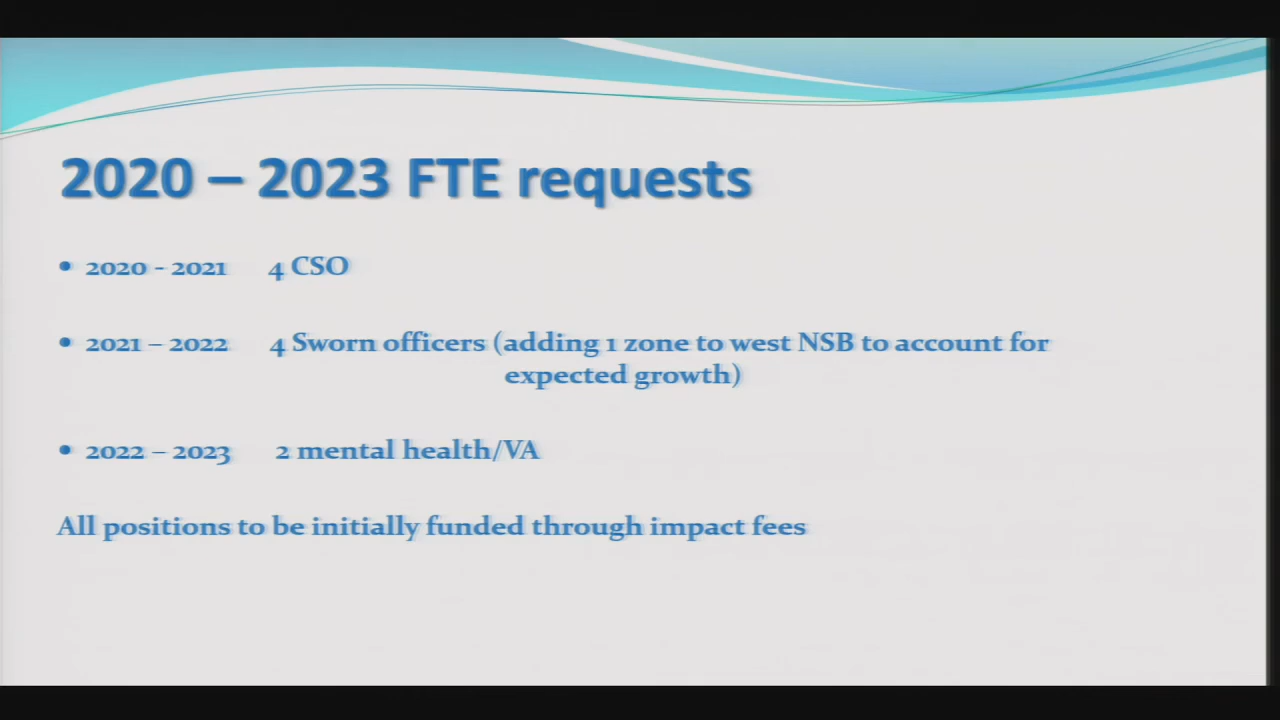 2020 – 2023 FTE requests
• 2020 - 2021 4 CSO
• 2021 – 2022 4 Sworn officers (adding 1 zone to west NSB to account for
expected growth)
• 2022 – 2023 2 mental health/VA
All positions to be initially funded through impact fees